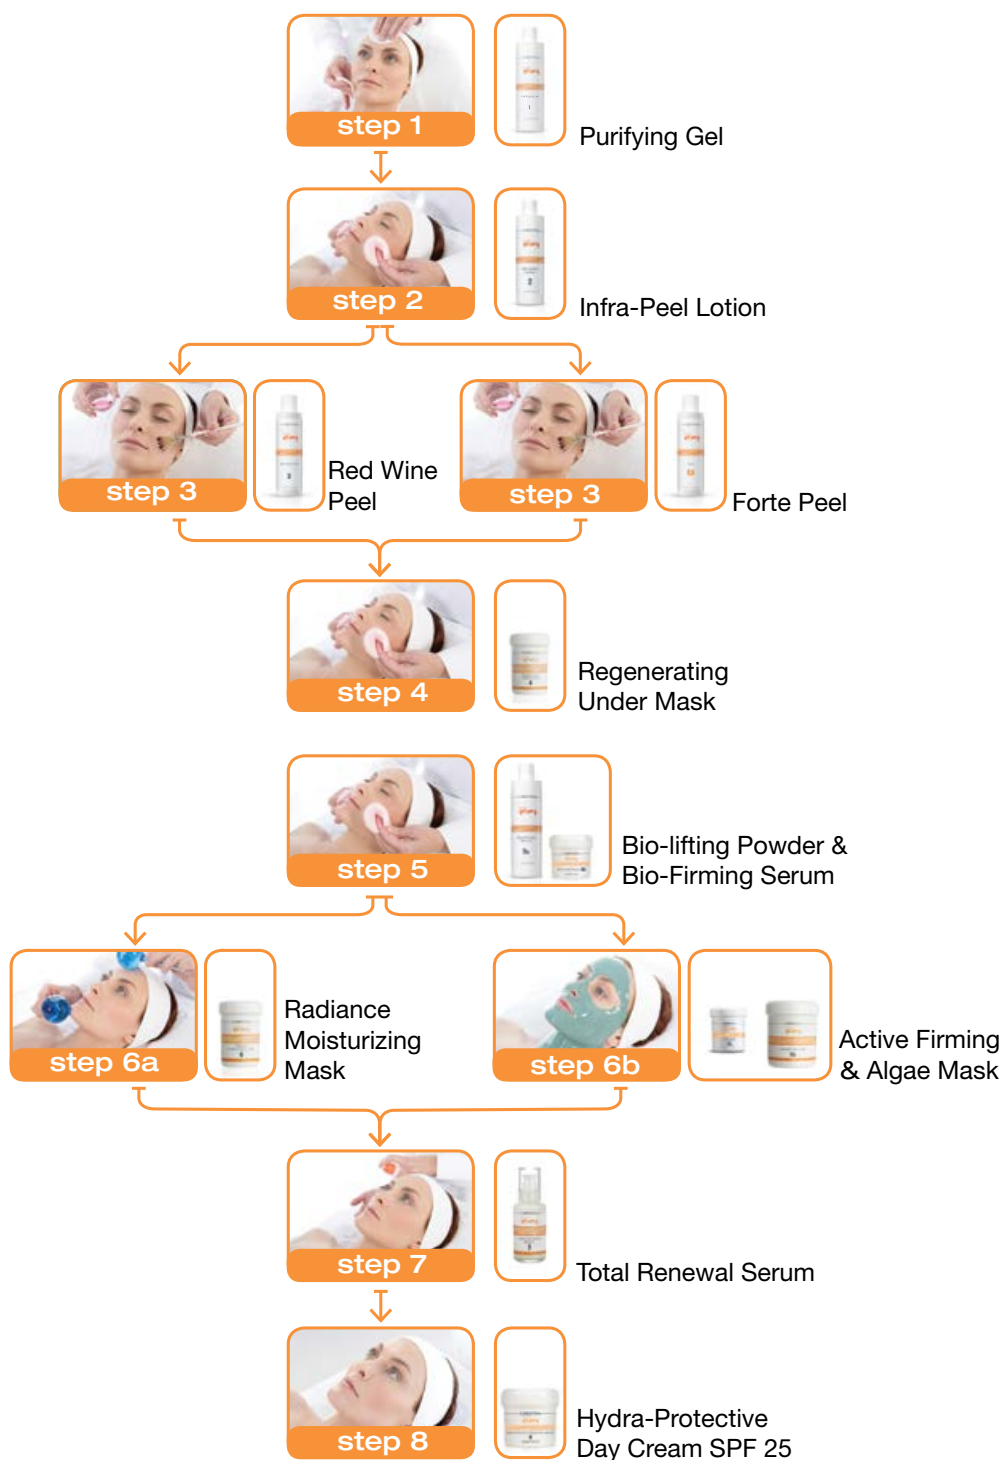 step 1
Purifying Gel
step 2
Infra-Peel Lotion
step 3
Red Wine
Peel
step 3
Forte Peel
step 4
Regenerating
Under Mask
step 5
Bio-lifting Powder &
Bio-Firming Serum
step 6a
Radiance
Moisturizing
Mask
step 6b
Active Firming
& Algae Mask
step 7
Total Renewal Serum
step 8
Hydra-Protective
Day Cream SPF 25